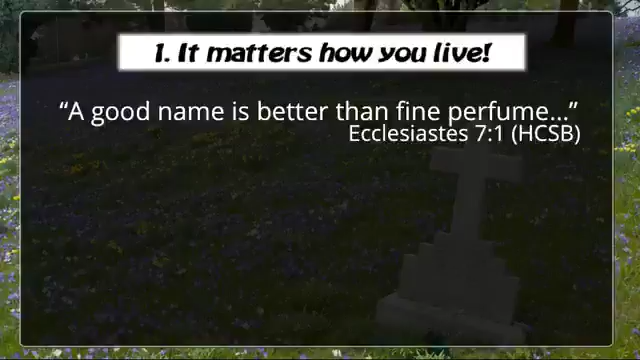 1. It matters how you live!
“A good name is better than fine perfume...”
Ecclesiastes 7:1 (HCSB)